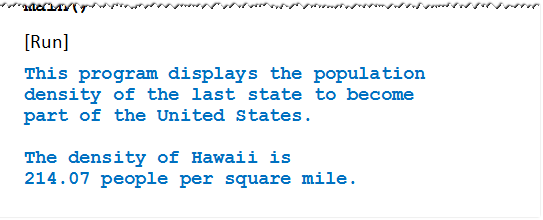 [Run]
This program displays the population
density of the last state to become
part of the United States.
The density of Hawaii is
214.07 people per square mile.